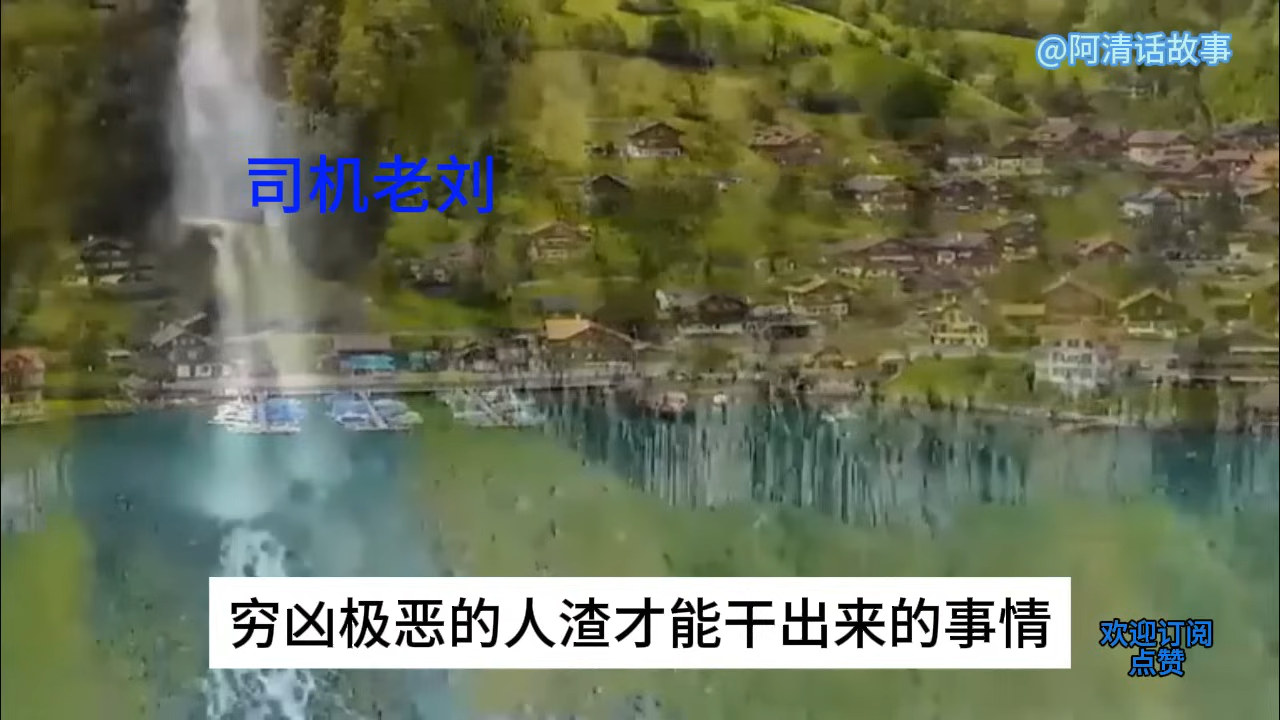 @阿清话故事
司机老刘
穷凶极恶的人渣才能干出来的事情
欢迎订阅
点赞